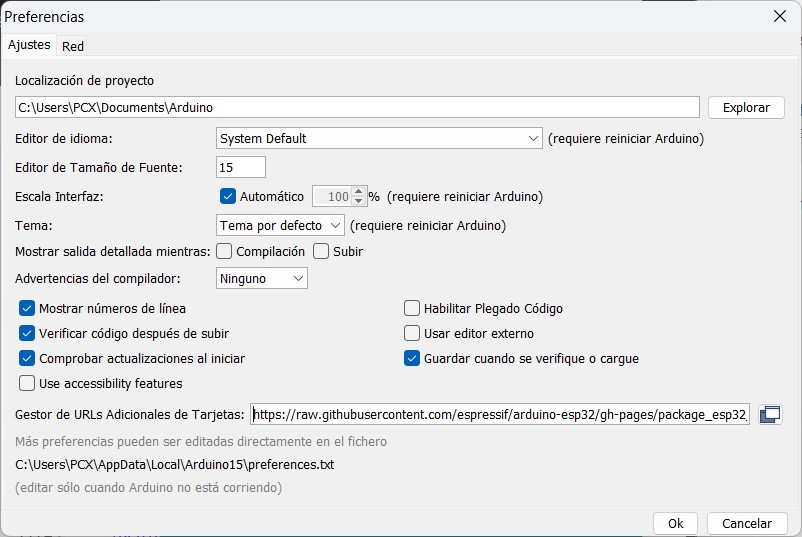 Preferencias
Ajustes Red
Localización de proyecto
C:\Users\PCX\Documents\Arduino Explorar
Editor de idioma: System Default (requiere reiniciar Arduino)
Editor de Tamaño de Fuente: 15
Escala Interfaz: Automático 100 % (requiere reiniciar Arduino)
Tema: Tema por defecto (requiere reiniciar Arduino)
Mostrar salida detallada mientras: Compilación Subir
Advertencias del compilador: Ninguno
Mostrar números de línea Habilitar Plegado Código
Verificar código después de subir Usar editor externo
Comprobar actualizaciones al iniciar Guardar cuando se verifique o cargue
Use accessibility features
Gestor de URLs Adicionales de Tarjetas: https://raw.githubusercontent.com/espressif/arduino-esp32/gh-pages/package_esp32_
Más preferencias pueden ser editadas directamente en el fichero
C:\Users\PCX\AppData\Local\Arduino15\preferences.txt
(editar sólo cuando Arduino no está corriendo)
Ok Cancelar